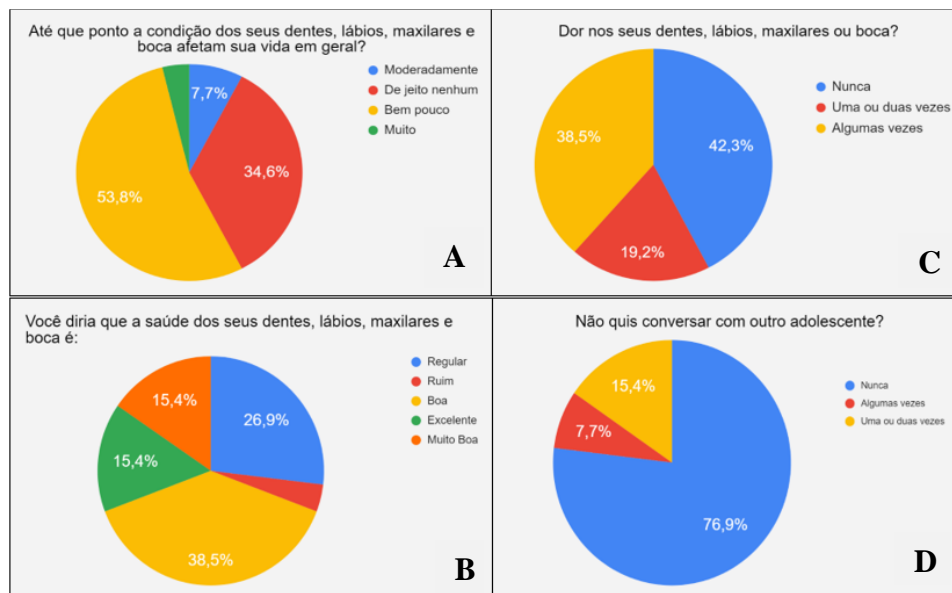 Até que ponto a condição dos seus dentes, lábios, maxilares e
boca afetam sua vida em geral?
Moderadamente
De jeito nenhum
Bem pouco
Muito
7,7%
34,6%
53,8%
A
Dor nos seus dentes, lábios, maxilares ou boca?
Nunca
Uma ou duas vezes
Algumas vezes
38,5%
42,3%
19,2%
C
Você diria que a saúde dos seus dentes, lábios, maxilares e
boca é:
Regular
Ruim
Boa
Excelente
Muito Boa
15,4%
26,9%
15,4%
38,5%
B
Não quis conversar com outro adolescente?
Nunca
Algumas vezes
Uma ou duas vezes
15,4%
7,7%
76,9%
D